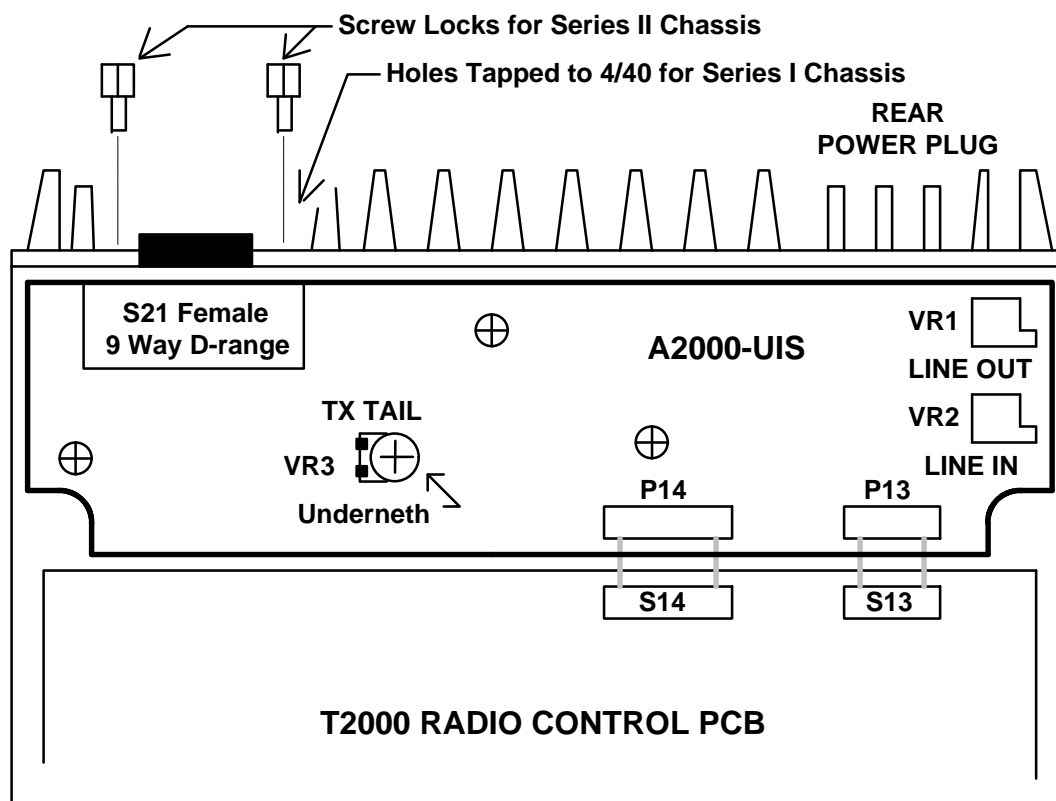 Screw Locks for Series II Chassis
Holes Tapped to 4/40 for Series I Chassis
REAR
POWER PLUG
S21 Female
9 Way D-range
A2000-UIS
VR1
LINE OUT
VR2
LINE IN
TX TAIL
VR3
Underneth
P14
P13
S14
S13
T2000 RADIO CONTROL PCB